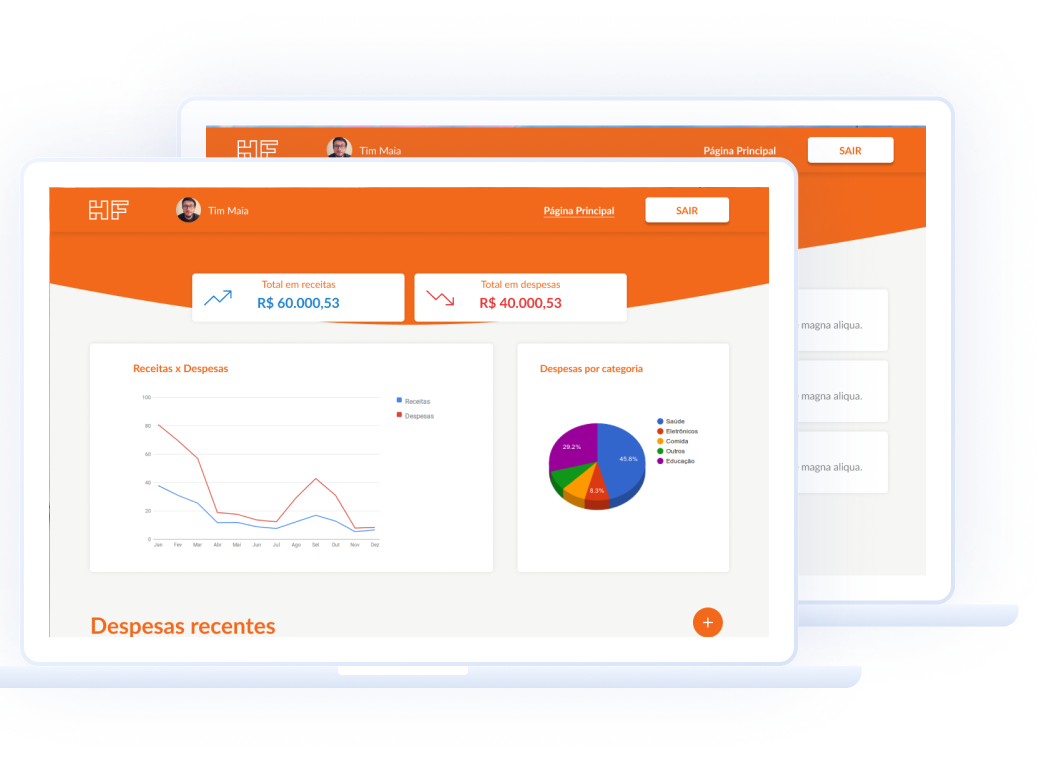 HF
Tim Maia
Página Principal
SAIR
HF
Tim Maia
Página Principal
SAIR
Total em receitas
R$ 60.000,53
Total em despesas
R$ 40.000,53
magna aliqua.
magna aliqua.
magna aliqua.
Receitas x Despesas
100
80
60
40
20
0
Jan Fev Mar Abr Mai Jun Jul Ago Set Out Nov Dez
Receitas
Despesas
Despesas por categoria
29.2%
45.8%
8.3%
Saúde
Eletrônicos
Comida
Outros
Educação
Despesas recentes
+